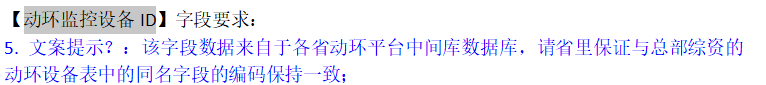 【动环监控设备 ID】字段要求：
5. 文案提示?：该字段数据来自于各省动环平台中间库数据库，请省里保证与总部综资的
动环设备表中的同名字段的编码保持一致；